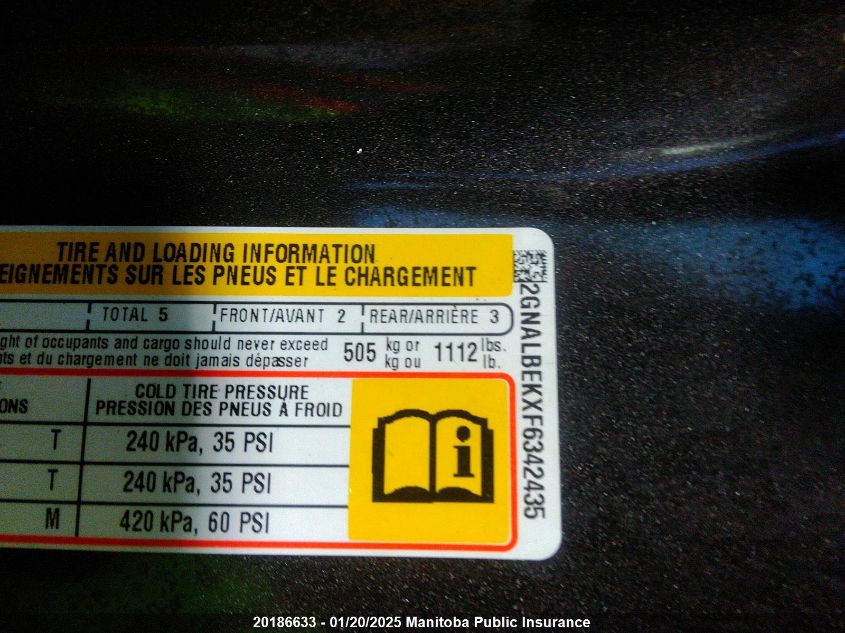 TIRE AND LOADING INFORMATION
EIGNEMENTS SUR LES PNEUS ET LE CHARGEMENT
TOTAL 5 FRONT/AVANT 2 REAR/ARRIÈRE 3
ght of occupants and cargo should never exceed 505 kg or 1112 lbs.
ts et du chargement ne doit jamais dépasser kg ou lb.
COLD TIRE PRESSURE
ONS PRESSION DES PNEUS À FROID
T 240 kPa, 35 PSI
T 240 kPa, 35 PSI
M 420 kPa, 60 PSI
2GNALBEKXF6342435
20186633 - 01/20/2025 Manitoba Public Insurance